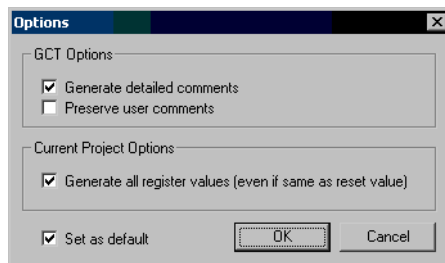 Options
GCT Options
Generate detailed comments
Preserve user comments
Current Project Options
Generate all register values (even if same as reset value)
Set as default
OK
Cancel